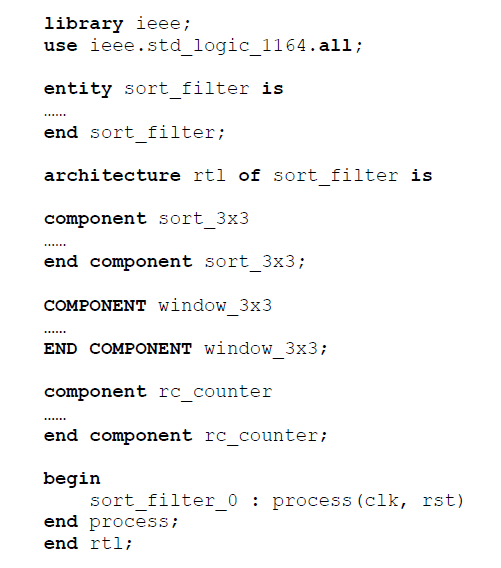 library ieee;
use ieee.std_logic_1164.all;
entity sort_filter is
……
end sort_filter;
architecture rtl of sort_filter is
component sort_3x3
……
end component sort_3x3;
COMPONENT window_3x3
……
END COMPONENT window_3x3;
component rc_counter
……
end component rc_counter;
begin
sort_filter_0 : process(clk, rst)
end process;
end rtl;